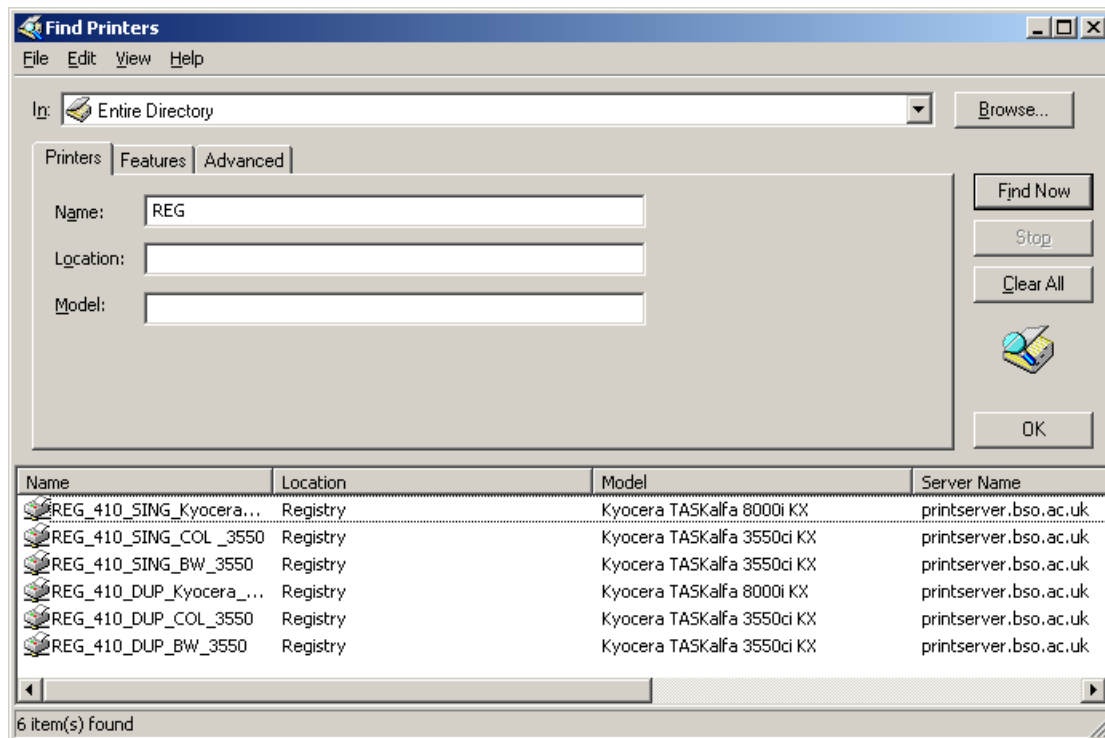 Find Printers
File Edit View Help
In: Entire Directory Browse...
Printers Features Advanced
Name: REG
Location:
Model:
Find Now
Stop
Clear All
OK
Name Location Model Server Name
REG_410_SING_Kyocera... Registry Kyocera TASKalfa 8000i KX printserver.bso.ac.uk
REG_410_SING_COL _3550 Registry Kyocera TASKalfa 3550ci KX printserver.bso.ac.uk
REG_410_SING_BW_3550 Registry Kyocera TASKalfa 3550ci KX printserver.bso.ac.uk
REG_410_DUP_Kyocera_... Registry Kyocera TASKalfa 8000i KX printserver.bso.ac.uk
REG_410_DUP_COL_3550 Registry Kyocera TASKalfa 3550ci KX printserver.bso.ac.uk
REG_410_DUP_BW_3550 Registry Kyocera TASKalfa 3550ci KX printserver.bso.ac.uk
6 item(s) found